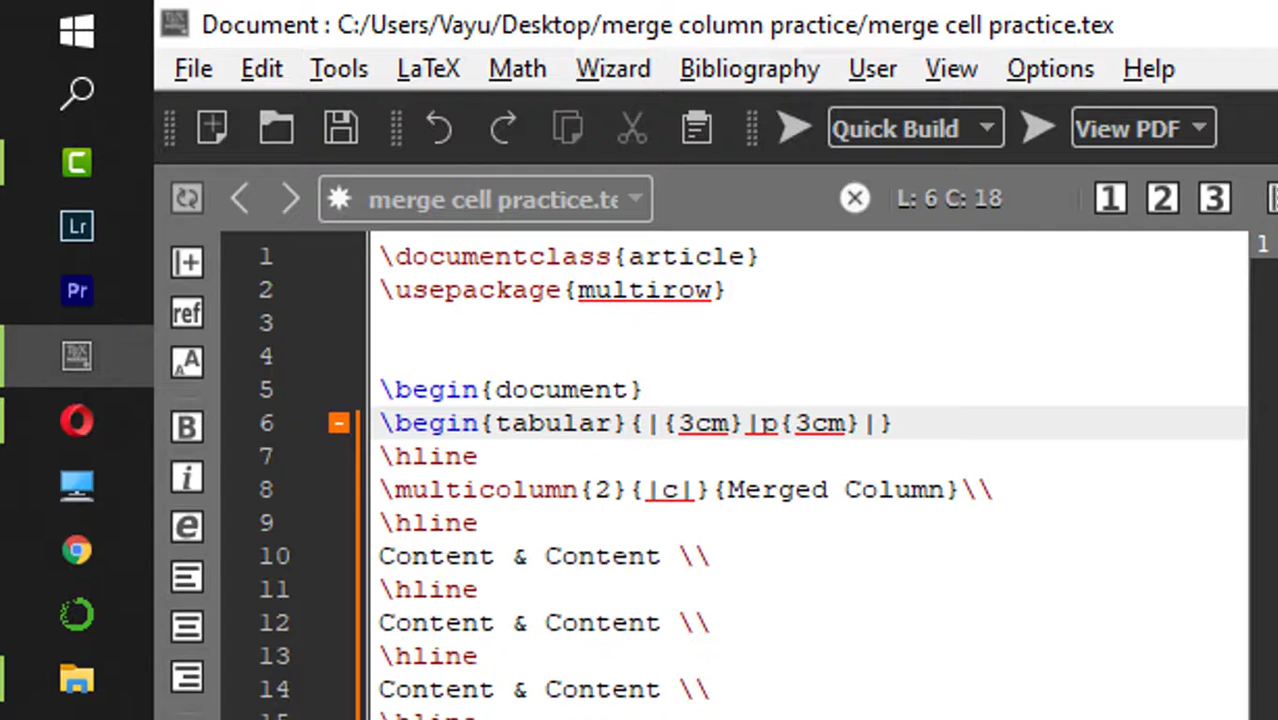 Document : C:/Users/Vayu/Desktop/merge column practice/merge cell practice.tex
File Edit Tools LaTeX Math Wizard Bibliography User View Options Help
Quick Build View PDF
merge cell practice.te L: 6 C: 18 1 2 3
1
C
Lr
Pr
ref
A A
B
i
e
1 \documentclass{article}
2 \usepackage{multirow}
3
4
5 \begin{document}
6 \begin{tabular}{|{3cm}|p{3cm}|}
7 \hline
8 \multicolumn{2}{|c|}{Merged Column}\\
9 \hline
10 Content & Content \\
11 \hline
12 Content & Content \\
13 \hline
14 Content & Content \\